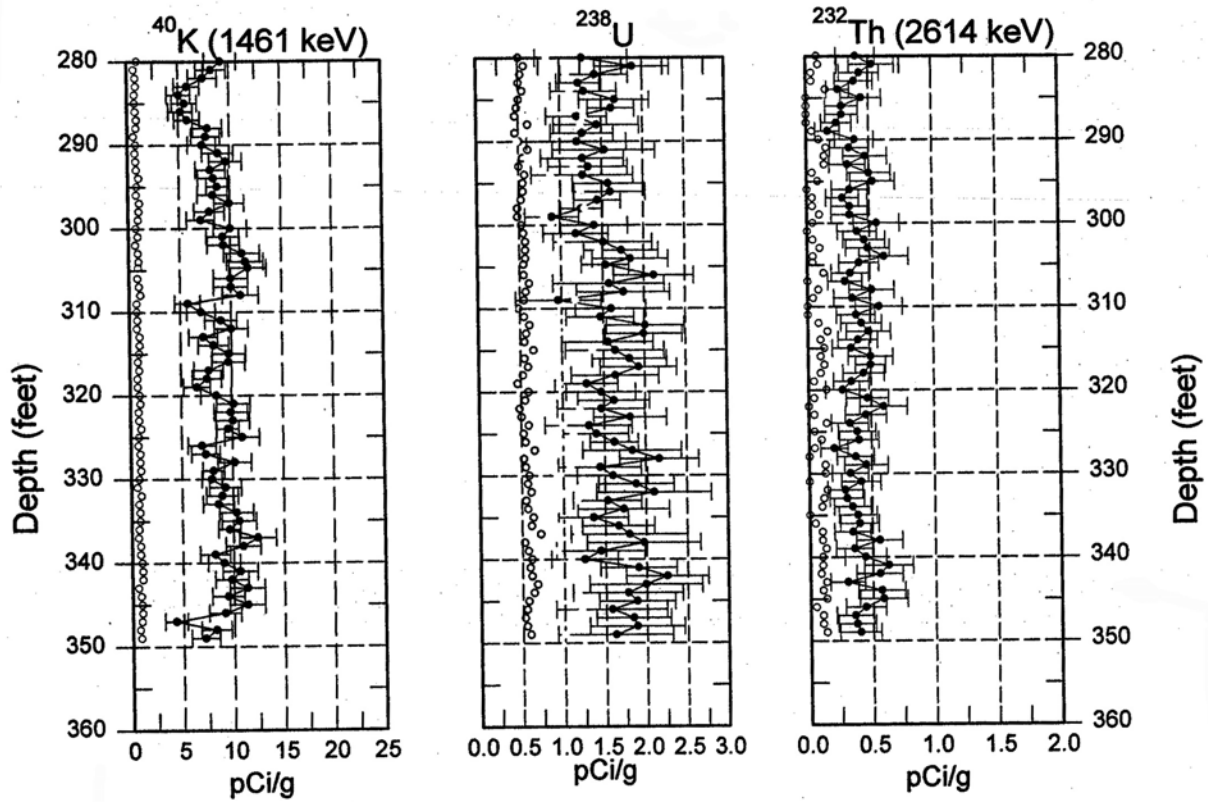 ⁴⁰K (1461 keV)
²³⁸U
²³²Th (2614 keV)
280
290
300
310
320
330
340
350
360
Depth (feet)
0 5 10 15 20 25
pCi/g
0.0 0.5 1.0 1.5 2.0 2.5 3.0
pCi/g
0.0 0.5 1.0 1.5 2.0
pCi/g
280
290
300
310
320
330
340
350
360
Depth (feet)